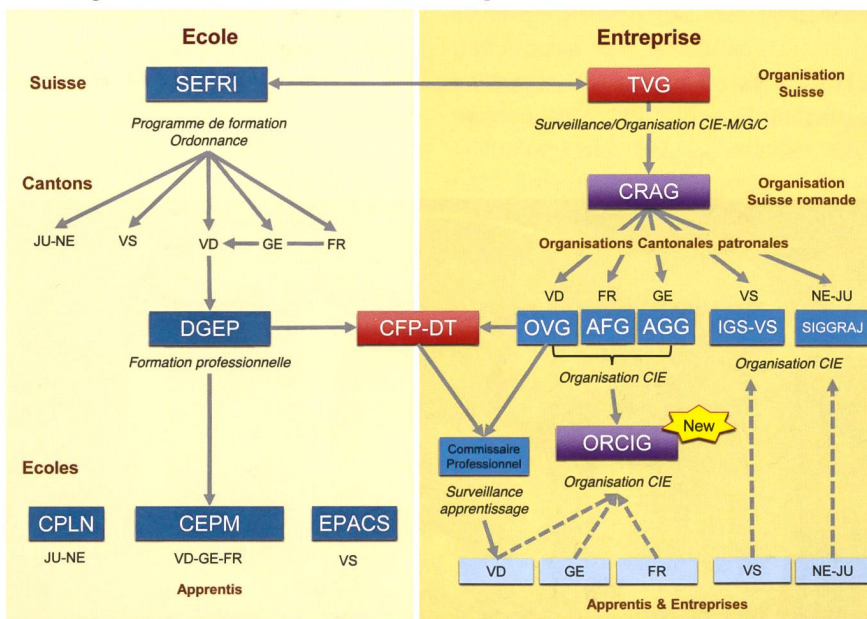 Ecole
Entreprise
Suisse
SEFRI
TVG
Organisation
Suisse
Programme de formation
Ordonnance
Surveillance/Organisation CIE-M/G/C
Cantons
CRAG
Organisation
Suisse romande
JU-NE
VS
VD
GE
FR
Organisations Cantonales patronales
VD
FR
GE
VS
NE-JU
DGEP
CFP-DT
OVG
AFG
AGG
IGS-VS
SIGGRAJ
Formation professionnelle
Organisation CIE
Organisation CIE
New
Commissaire
Professionnel
ORCIG
Ecoles
Surveillance
apprentissage
Organisation CIE
CPLN
CEPM
EPACS
JU-NE
VD-GE-FR
VS
VD
GE
FR
VS
NE-JU
Apprentis
Apprentis & Entreprises